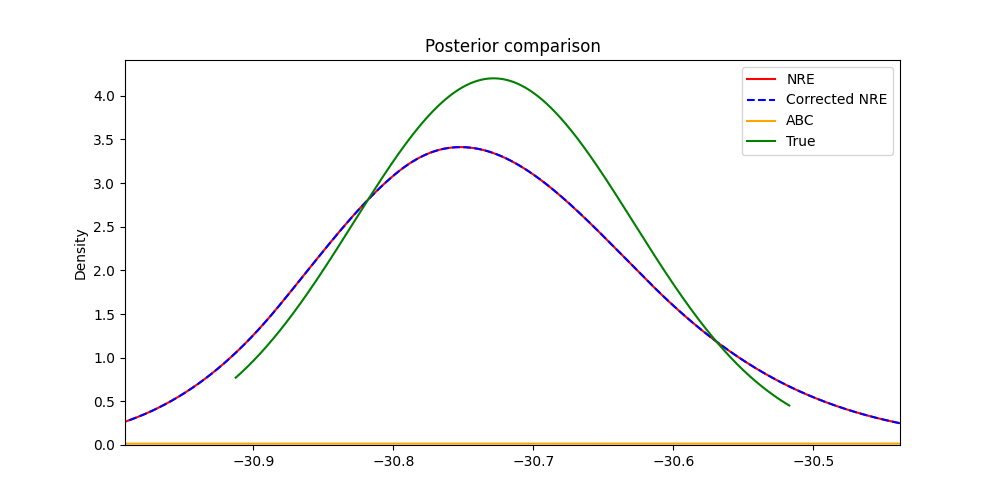 Posterior comparison
NRE
Corrected NRE
ABC
True
Density
4.0
3.5
3.0
2.5
2.0
1.5
1.0
0.5
0.0
−30.9 −30.8 −30.7 −30.6 −30.5